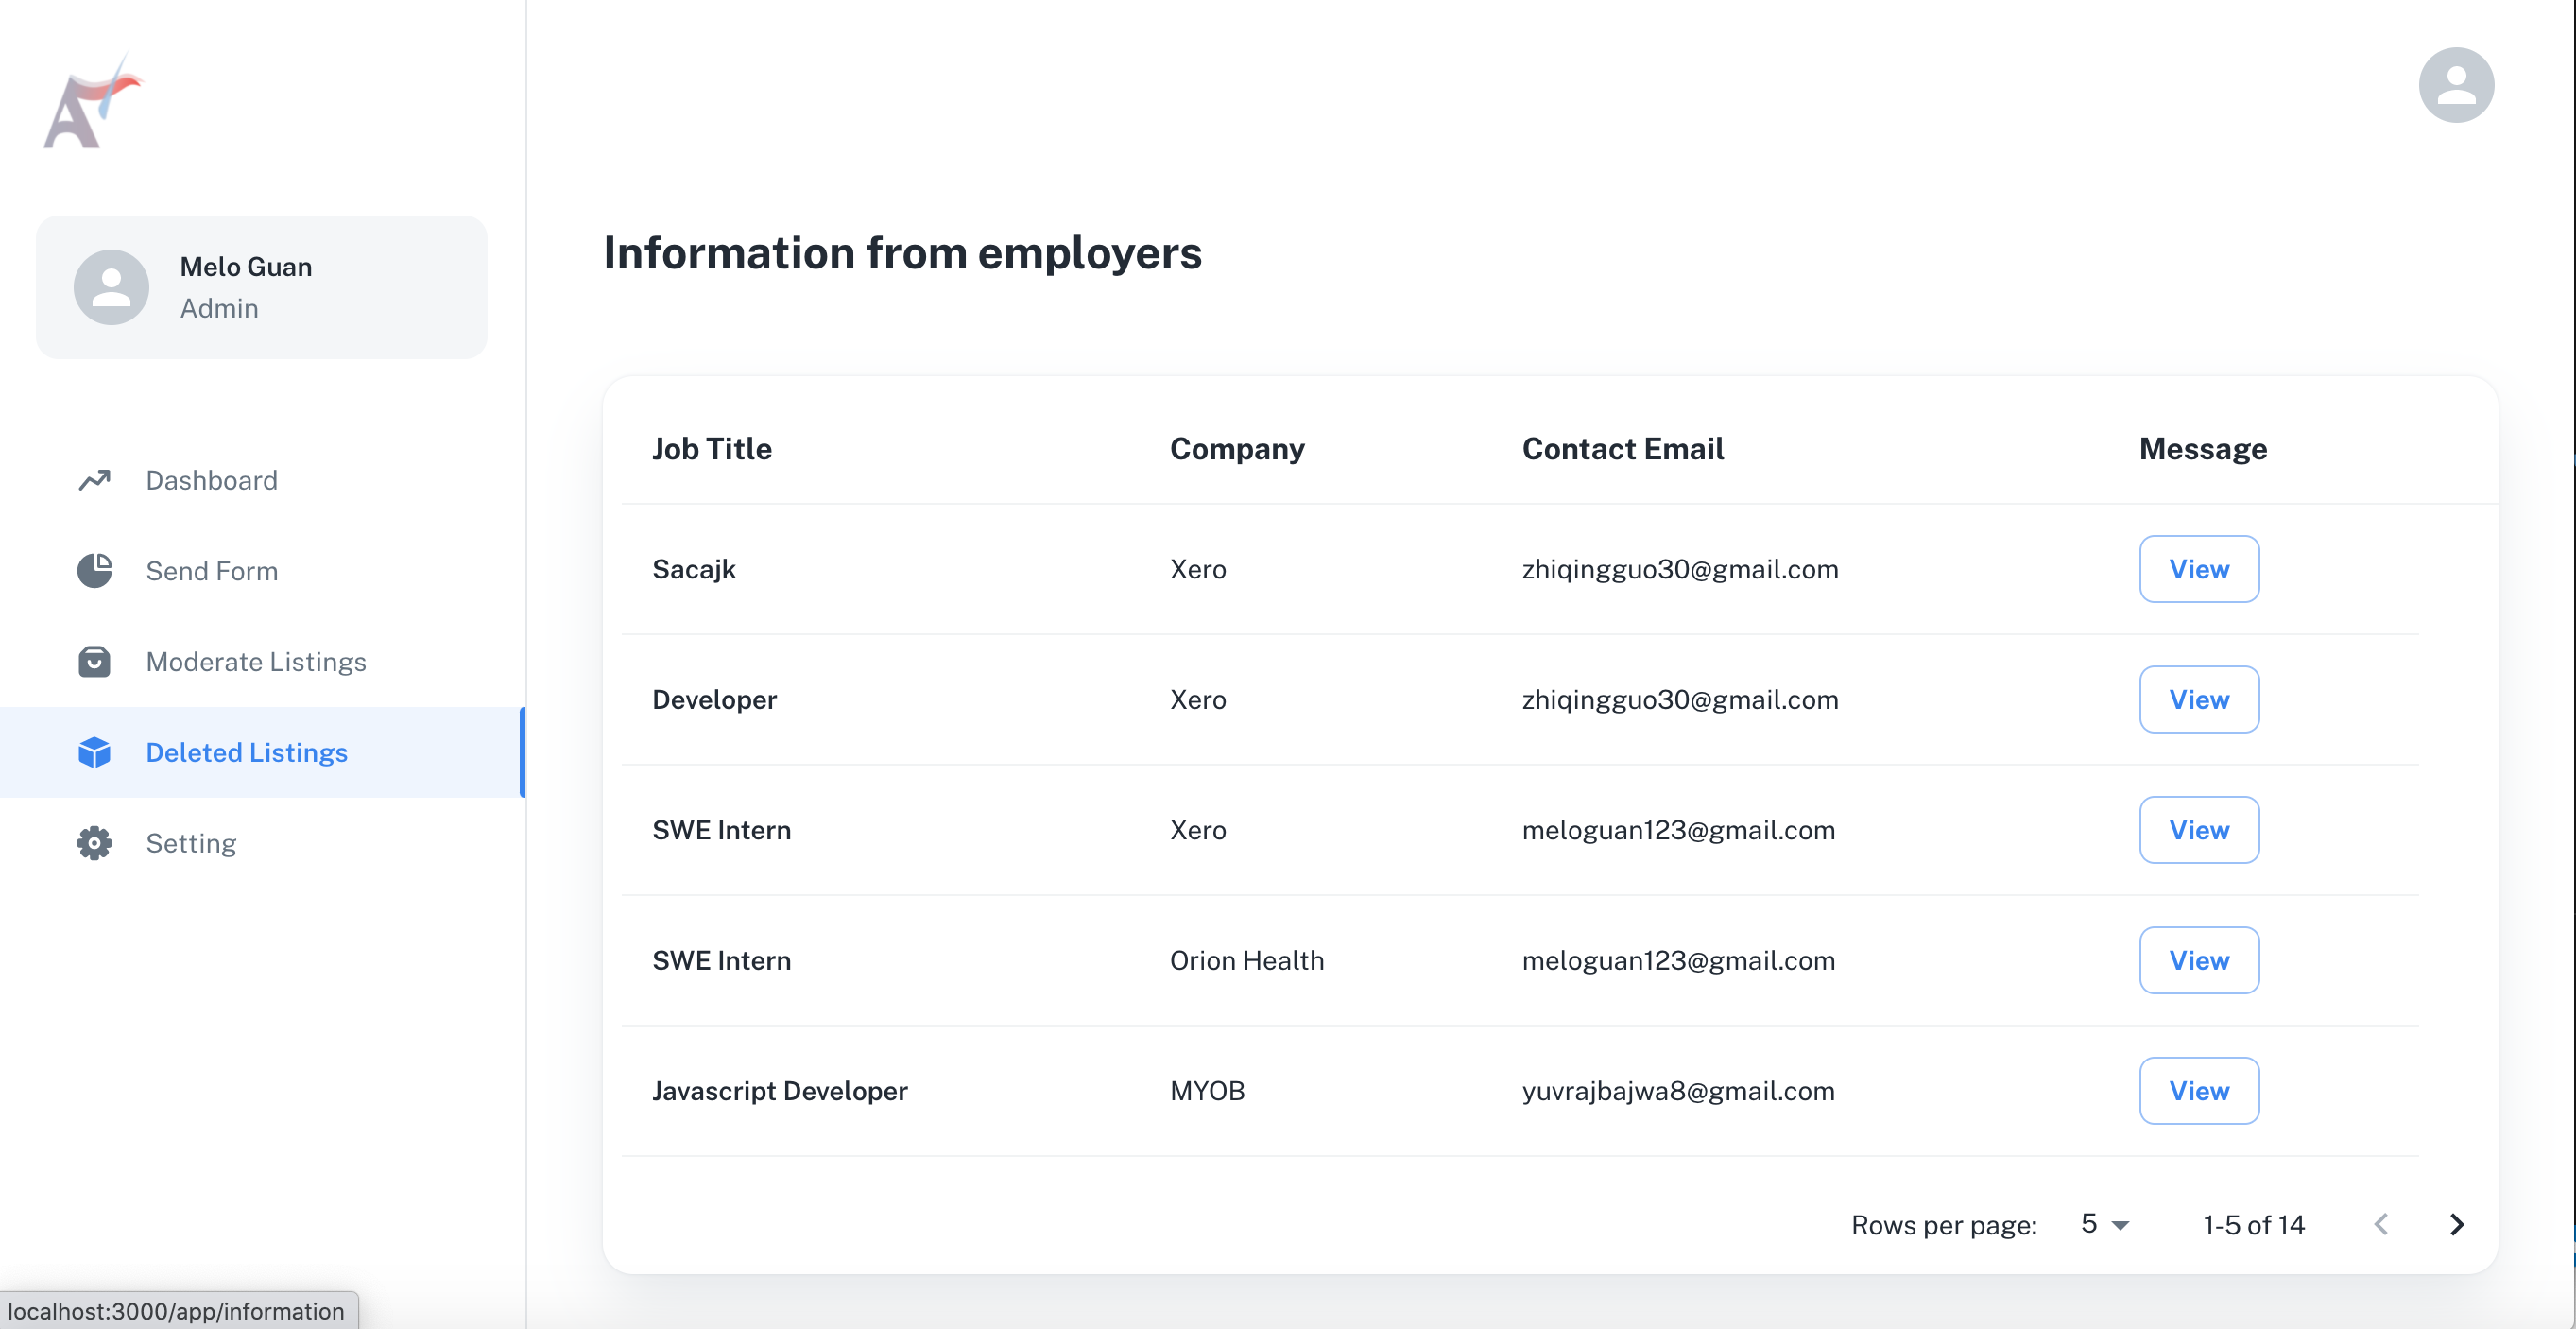 Melo Guan
Admin
Dashboard
Send Form
Moderate Listings
Deleted Listings
Setting
Information from employers
Job Title Company Contact Email Message
Sacajk Xero zhiqingguo30@gmail.com View
Developer Xero zhiqingguo30@gmail.com View
SWE Intern Xero meloguan123@gmail.com View
SWE Intern Orion Health meloguan123@gmail.com View
Javascript Developer MYOB yuvrajbajwa8@gmail.com View
Rows per page: 5 1-5 of 14
localhost:3000/app/information